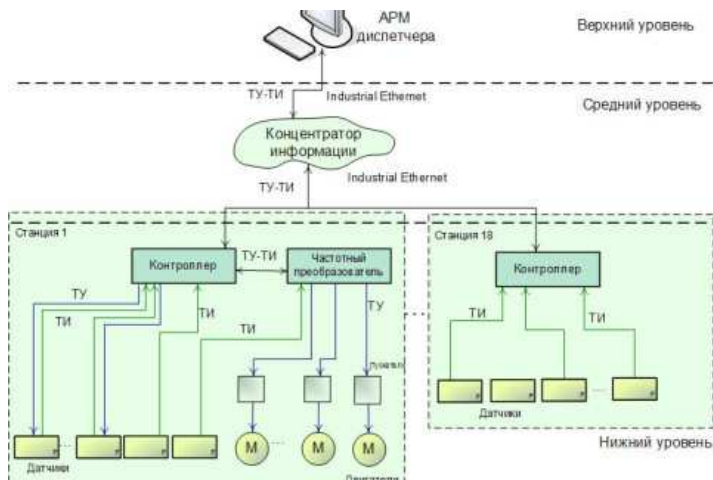 АРМ
диспетчера
Верхний уровень
ТУ-ТИ
Industrial Ethernet
Средний уровень
Концентратор
информации
ТУ-ТИ
Industrial Ethernet
Станция 1
Станция 18
Контроллер
ТУ-ТИ
Частотный
преобразователь
Контроллер
ТУ
ТИ
ТИ
ТИ
ТУ
ТИ
ТИ
М
М
М
Датчики
Датчики
Нижний уровень
Двигатели